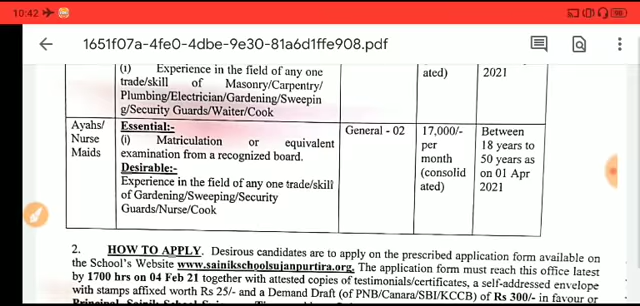 10:42
98
1651f07a-4fe0-4dbe-9e30-81a6d1ffe908.pdf
(i) Experience in the field of any one
trade/skill of Masonry/Carpentry/
Plumbing/Electrician/Gardening/Sweepin
g/Security Guards/Waiter/Cook
ated)
2021
Ayahs/
Nurse
Maids
Essential:-
(i) Matriculation or equivalent
examination from a recognized board.
Desirable:-
Experience in the field of any one trade/skill
of Gardening/Sweeping/Security
Guards/Nurse/Cook
General - 02
17,000/-
per
month
(consolid
ated)
Between
18 years to
50 years as
on 01 Apr
2021
2. HOW TO APPLY. Desirous candidates are to apply on the prescribed application form available on
the School's Website www.sainikschoolsujanpurtira.org. The application form must reach this office latest
by 1700 hrs on 04 Feb 21 together with attested copies of testimonials/certificates, a self-addressed envelope
with stamps affixed worth Rs 25/- and a Demand Draft (of PNB/Canara/SBI/KCCB) of Rs 300/- in favour of
Principal, Sainik School